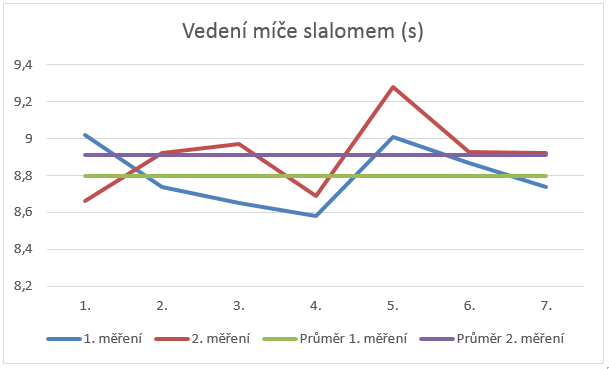 Vedení míče slalomem (s)
9,4
9,2
9
8,8
8,6
8,4
8,2
1. 2. 3. 4. 5. 6. 7.
1. měření 2. měření Průměr 1. měření Průměr 2. měření